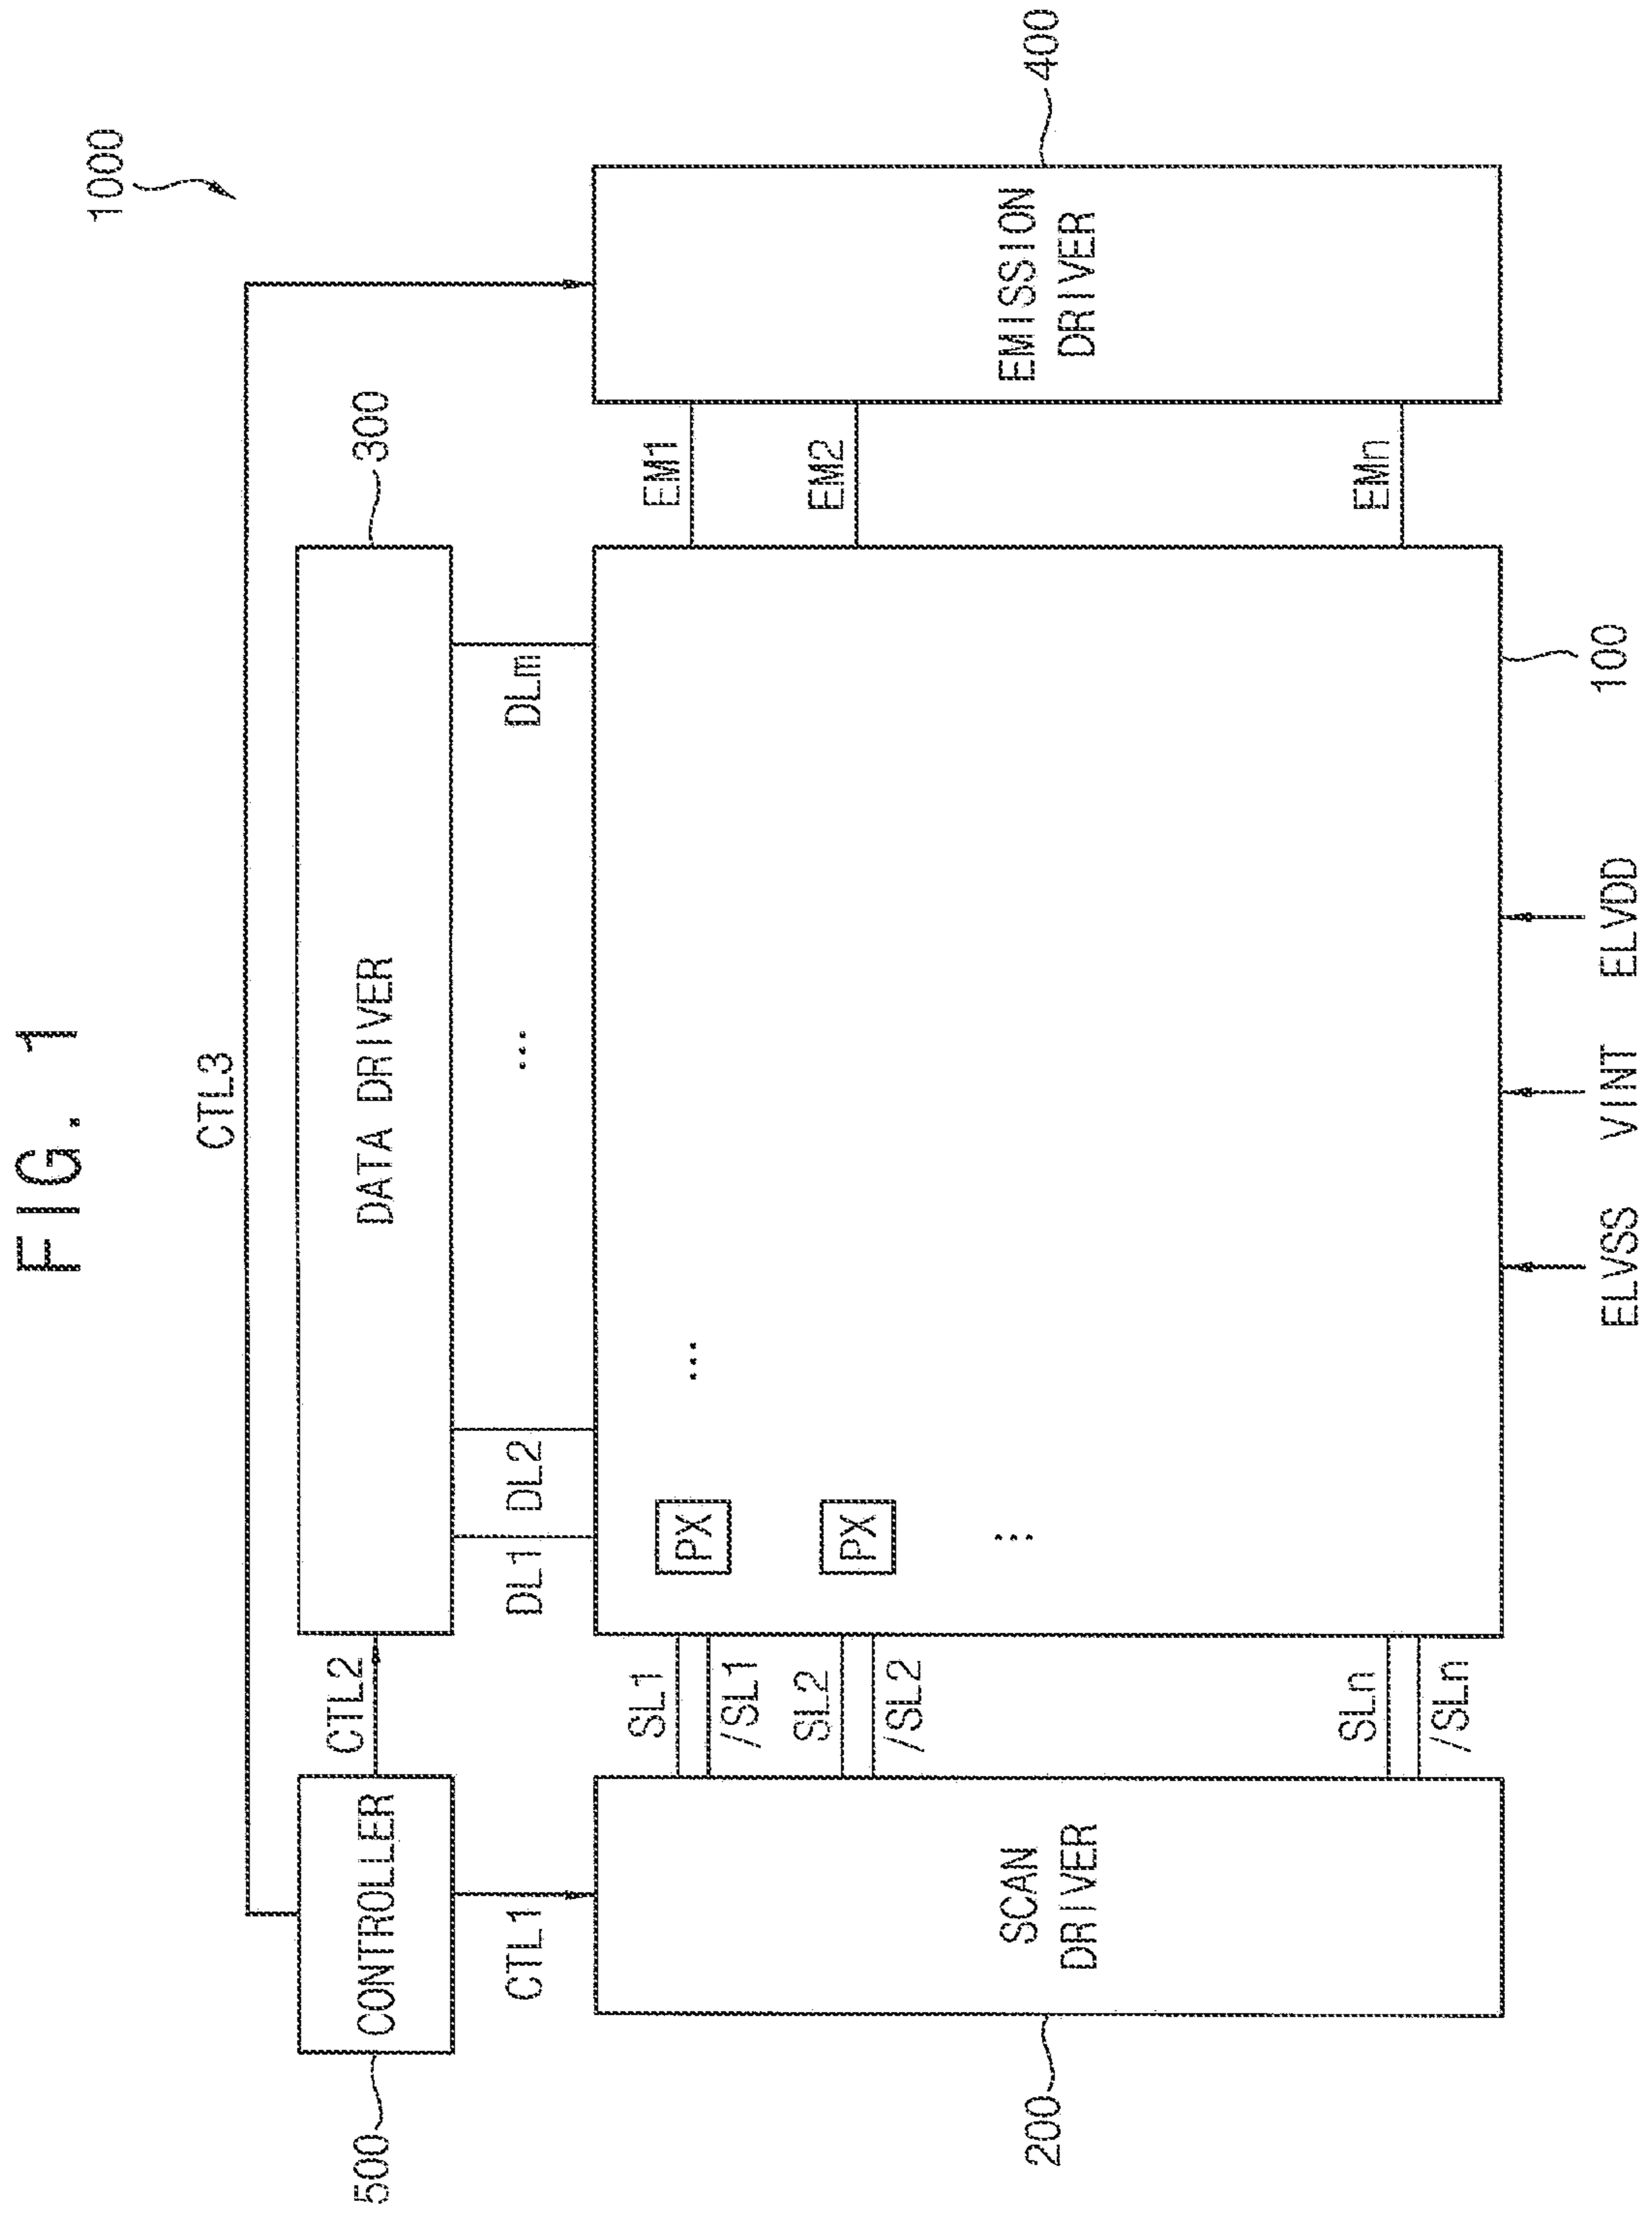 FIG. 1
1000
CTL3
500
CONTROLLER
CTL2
DATA DRIVER
300
CTL1
DL1
DL2
...
DLm
SL1
/SL1
SL2
/SL2
SLn
/SLn
PX
...
PX
...
EM1
EM2
EMn
200
SCAN
DRIVER
EMISSION
DRIVER
400
100
ELVSS
VINT
ELVDD